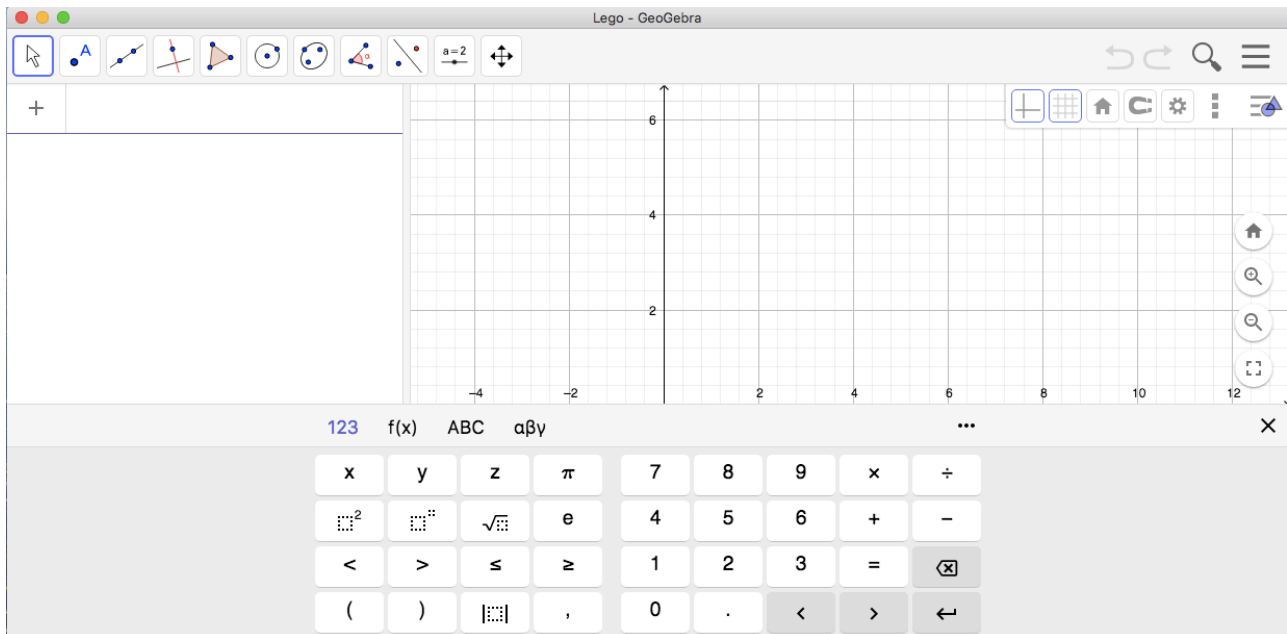 Lego - GeoGebra
A α a = 2
+
6
4
2
−4 −2 2 4 6 8 10 12
123 f(x) ABC αβγ •••
x y z π 7 8 9 × ÷
² √ e 4 5 6 + −
< > ≤ ≥ 1 2 3 =
( ) | | , 0 . < >